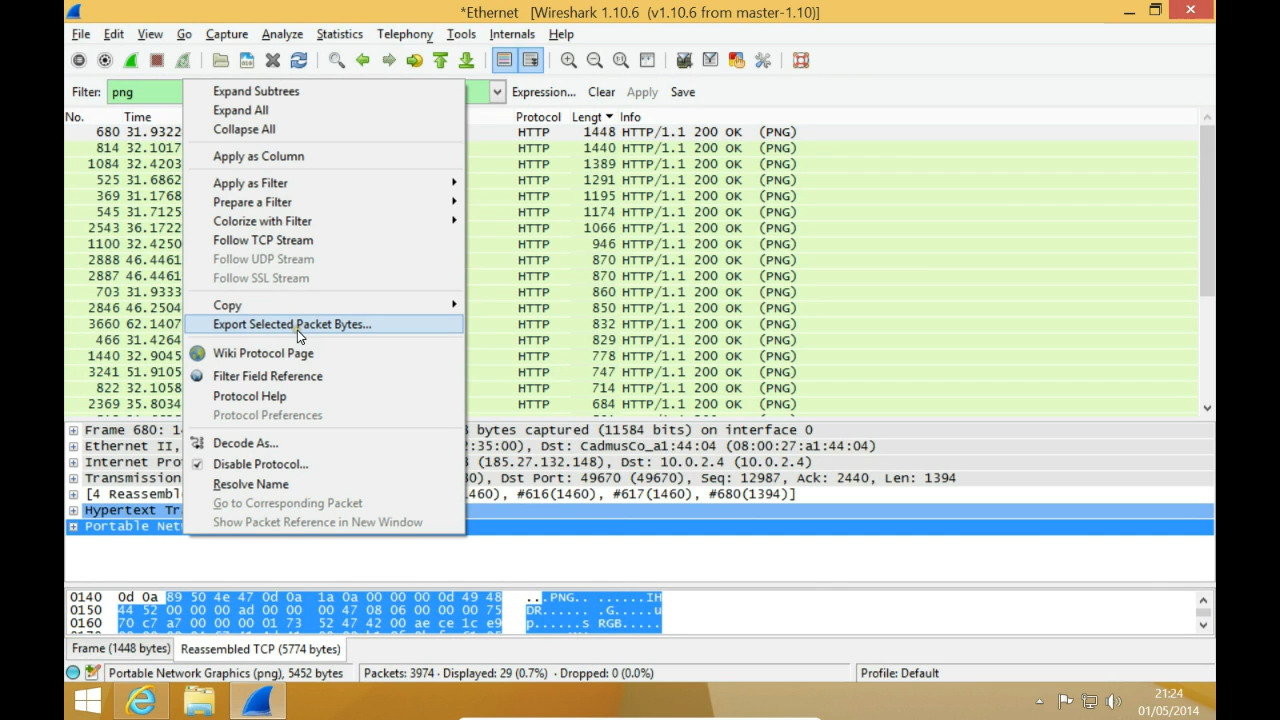 *Ethernet [Wireshark 1.10.6 (v1.10.6 from master-1.10)]
File Edit View Go Capture Analyze Statistics Telephony Tools Internals Help
Filter: png Expression... Clear Apply Save
No. Time Protocol Lengt Info
680 31.9322 HTTP 1448 HTTP/1.1 200 OK (PNG)
814 32.1017 HTTP 1440 HTTP/1.1 200 OK (PNG)
1084 32.4203 HTTP 1389 HTTP/1.1 200 OK (PNG)
525 31.6862 HTTP 1291 HTTP/1.1 200 OK (PNG)
369 31.1768 HTTP 1195 HTTP/1.1 200 OK (PNG)
545 31.7125 HTTP 1174 HTTP/1.1 200 OK (PNG)
2543 36.1722 HTTP 1066 HTTP/1.1 200 OK (PNG)
1100 32.4250 HTTP 946 HTTP/1.1 200 OK (PNG)
2888 46.4461 HTTP 870 HTTP/1.1 200 OK (PNG)
2887 46.4461 HTTP 870 HTTP/1.1 200 OK (PNG)
703 31.9333 HTTP 860 HTTP/1.1 200 OK (PNG)
2846 46.2504 HTTP 850 HTTP/1.1 200 OK (PNG)
3660 62.1407 HTTP 832 HTTP/1.1 200 OK (PNG)
466 31.4264 HTTP 829 HTTP/1.1 200 OK (PNG)
1440 32.9045 HTTP 778 HTTP/1.1 200 OK (PNG)
3241 51.9105 HTTP 747 HTTP/1.1 200 OK (PNG)
822 32.1058 HTTP 714 HTTP/1.1 200 OK (PNG)
2369 35.8034 HTTP 684 HTTP/1.1 200 OK (PNG)
Expand Subtrees
Expand All
Collapse All
Apply as Column
Apply as Filter
Prepare a Filter
Colorize with Filter
Follow TCP Stream
Follow UDP Stream
Follow SSL Stream
Copy
Export Selected Packet Bytes...
Wiki Protocol Page
Filter Field Reference
Protocol Help
Protocol Preferences
Decode As...
Disable Protocol...
Resolve Name
Go to Corresponding Packet
Show Packet Reference in New Window
Frame 680: bytes captured (11584 bits) on interface 0
Ethernet II, :35:00), Dst: CadmusCo_a1:44:04 (08:00:27:a1:44:04)
Internet Pro (185.27.132.148), Dst: 10.0.2.4 (10.0.2.4)
Transmission Dst Port: 49670 (49670), Seq: 12987, Ack: 2440, Len: 1394
[4 Reassembl #616(1460), #617(1460), #680(1394)]
Hypertext Tr
Portable Net
0140 0d 0a 89 50 4e 47 0d 0a 1a 0a 00 00 00 0d 49 48 ...PNG.. ......IH
0150 44 52 00 00 00 ad 00 00 00 47 08 06 00 00 00 75 DR...... .G.....u
0160 70 c7 a7 00 00 00 01 73 52 47 42 00 ae ce 1c e9 p......s RGB.....
Frame (1448 bytes) Reassembled TCP (5774 bytes)
Portable Network Graphics (png), 5452 bytes Packets: 3974 · Displayed: 29 (0.7%) · Dropped: 0 (0.0%) Profile: Default
21:24
01/05/2014